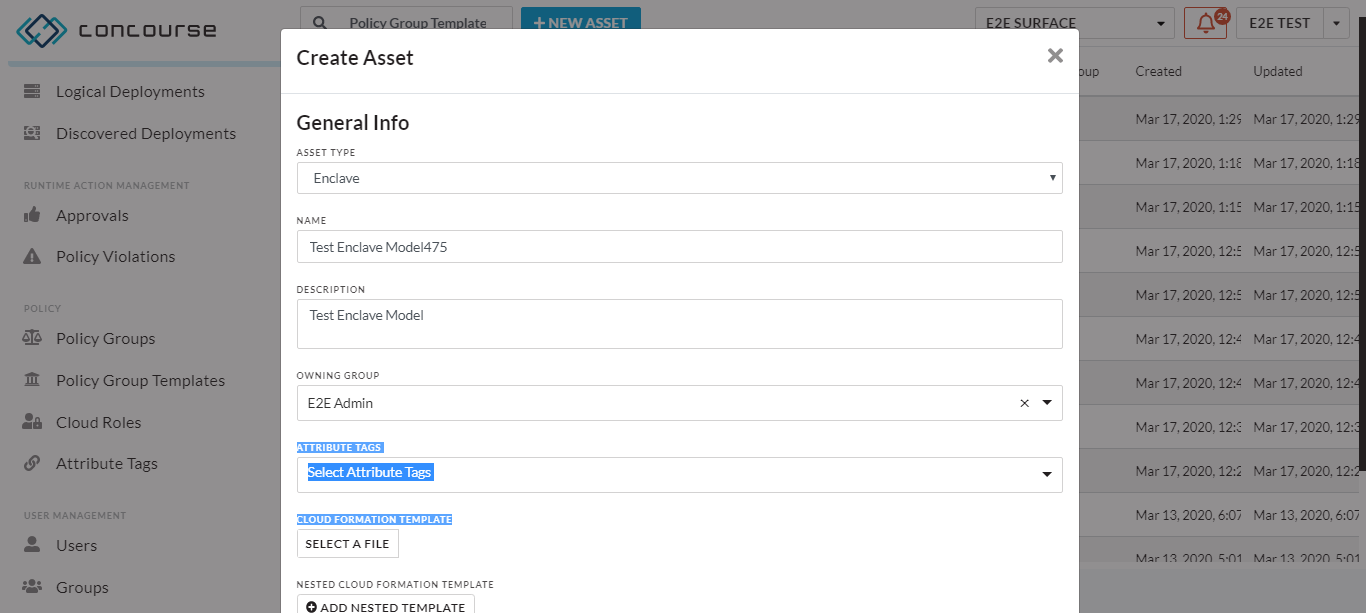 concourse
Policy Group Template
+ NEW ASSET
E2E SURFACE
24
E2E TEST
Logical Deployments
Discovered Deployments
RUNTIME ACTION MANAGEMENT
Approvals
Policy Violations
POLICY
Policy Groups
Policy Group Templates
Cloud Roles
Attribute Tags
USER MANAGEMENT
Users
Groups
Create Asset
General Info
ASSET TYPE
Enclave
NAME
Test Enclave Model475
DESCRIPTION
Test Enclave Model
OWNING GROUP
E2E Admin
ATTRIBUTE TAGS
Select Attribute Tags
CLOUD FORMATION TEMPLATE
SELECT A FILE
NESTED CLOUD FORMATION TEMPLATE
ADD NESTED TEMPLATE
oup Created Updated
Mar 17, 2020, 1:29 Mar 17, 2020, 1:29
Mar 17, 2020, 1:18 Mar 17, 2020, 1:18
Mar 17, 2020, 1:15 Mar 17, 2020, 1:15
Mar 17, 2020, 12:5 Mar 17, 2020, 12:5
Mar 17, 2020, 12:5 Mar 17, 2020, 12:5
Mar 17, 2020, 12:4 Mar 17, 2020, 12:4
Mar 17, 2020, 12:4 Mar 17, 2020, 12:4
Mar 17, 2020, 12:3 Mar 17, 2020, 12:3
Mar 17, 2020, 12:2 Mar 17, 2020, 12:2
Mar 13, 2020, 6:07 Mar 13, 2020, 6:07
Mar 13, 2020, 5:01 Mar 13, 2020, 5:01